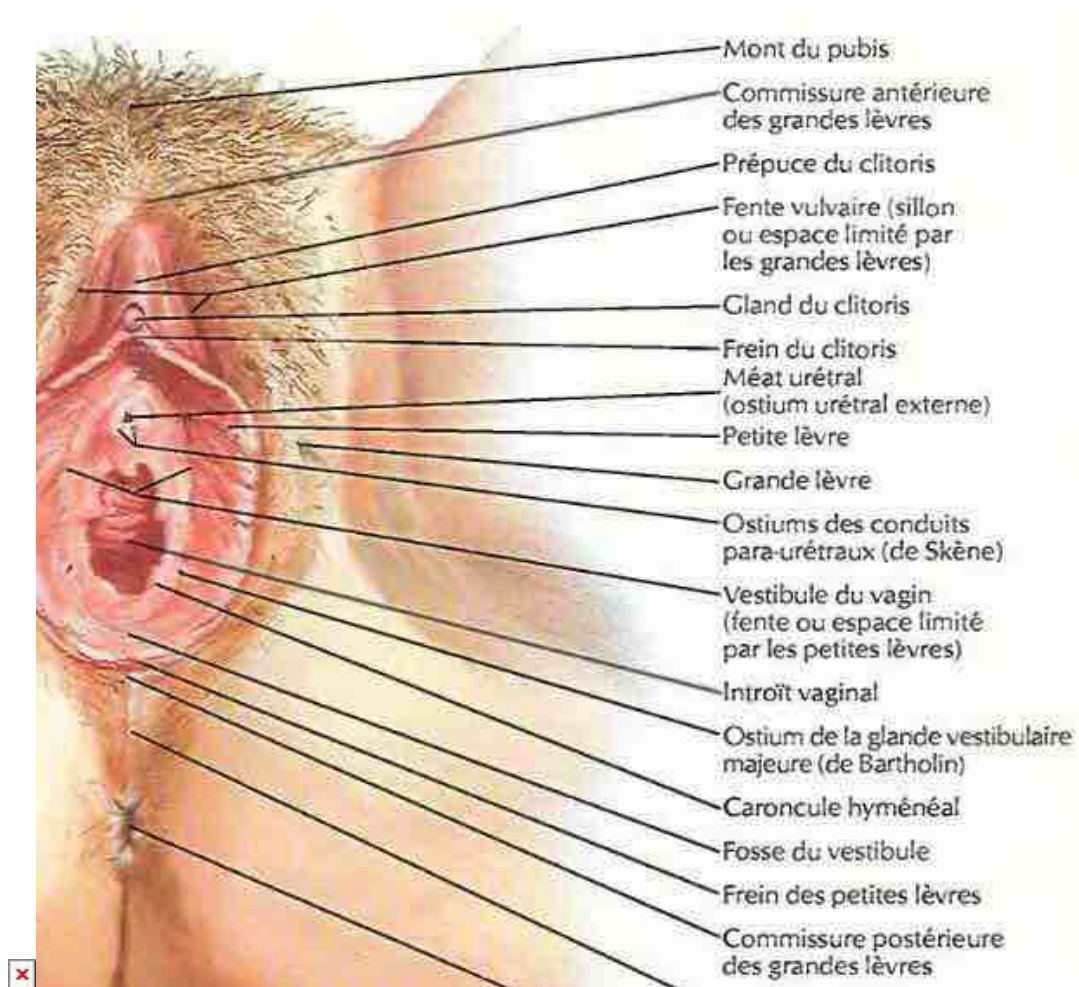 Mont du pubis
Commissure antérieure
des grandes lèvres
Prépuce du clitoris
Fente vulvaire (sillon
ou espace limité par
les grandes lèvres)
Gland du clitoris
Frein du clitoris
Méat urétral
(ostium urétral externe)
Petite lèvre
Grande lèvre
Ostiums des conduits
para-urétraux (de Skène)
Vestibule du vagin
(fente ou espace limité
par les petites lèvres)
Introït vaginal
Ostium de la glande vestibulaire
majeure (de Bartholin)
Caroncule hyménéal
Fosse du vestibule
Frein des petites lèvres
Commissure postérieure
des grandes lèvres